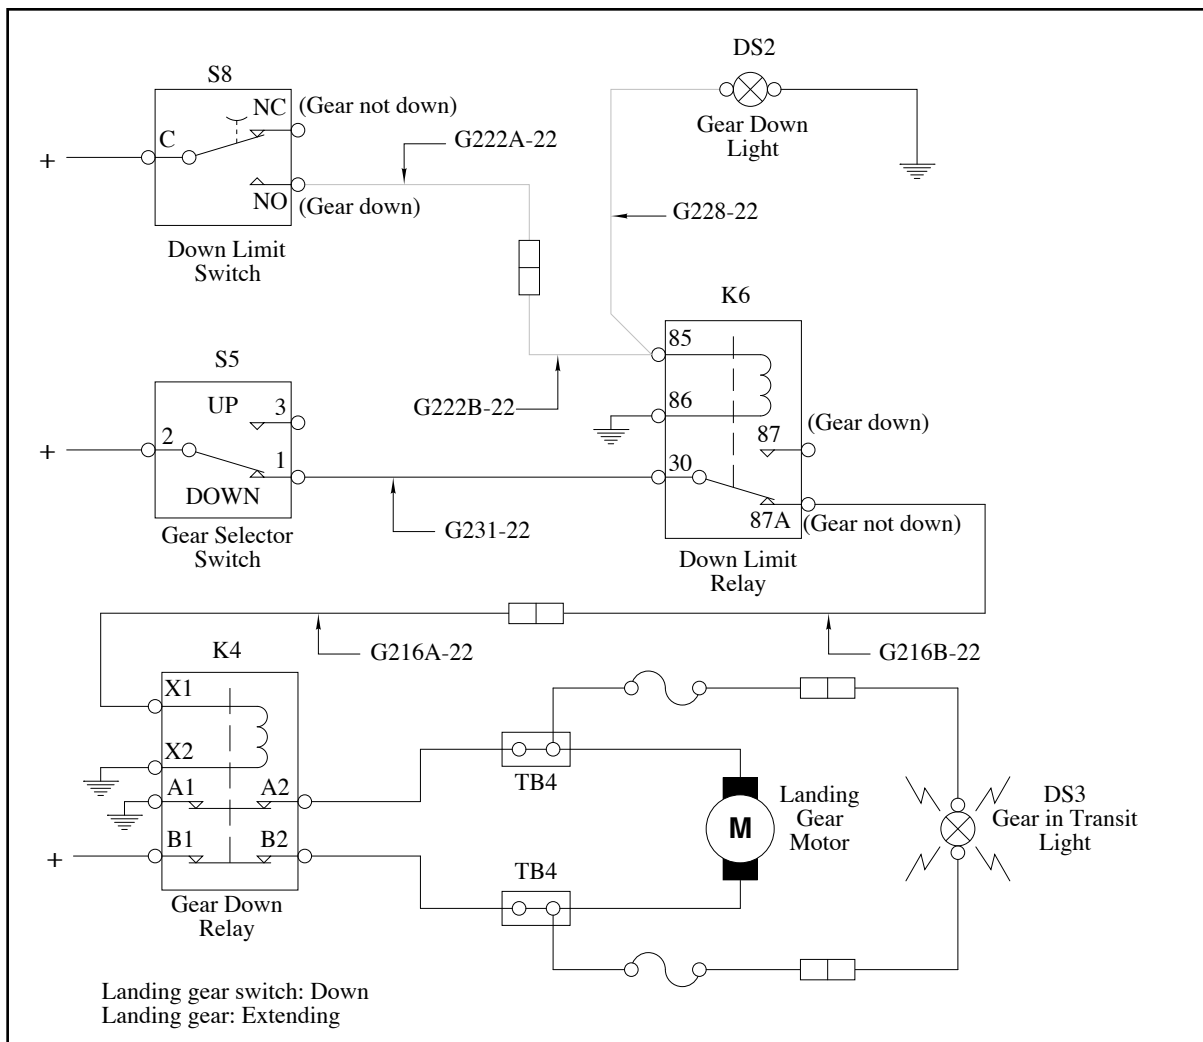 DS2
Gear Down
Light
S8
NC
(Gear not down)
C
+
NO
(Gear down)
G222A-22
Down Limit
Switch
G228-22
K6
85
86
30
87
(Gear down)
87A
(Gear not down)
Down Limit
Relay
G222B-22
S5
UP
3
2
+
1
DOWN
Gear Selector
Switch
G231-22
G216A-22
G216B-22
K4
X1
X2
A1
A2
B1
B2
+
Gear Down
Relay
TB4
TB4
M
Landing
Gear
Motor
DS3
Gear in Transit
Light
Landing gear switch: Down
Landing gear: Extending